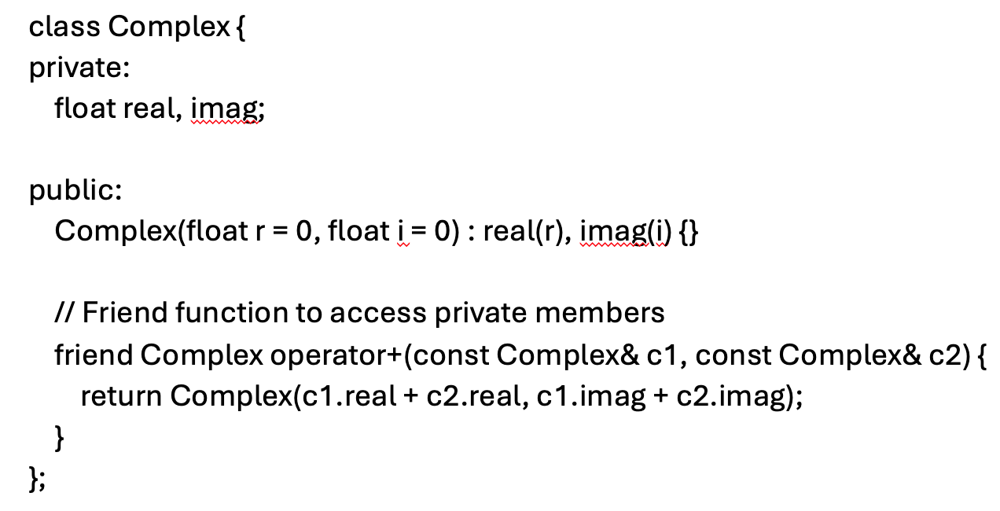 class Complex {
private:
float real, imag;
public:
Complex(float r = 0, float i = 0) : real(r), imag(i) {}
// Friend function to access private members
friend Complex operator+(const Complex& c1, const Complex& c2) {
return Complex(c1.real + c2.real, c1.imag + c2.imag);
}
};